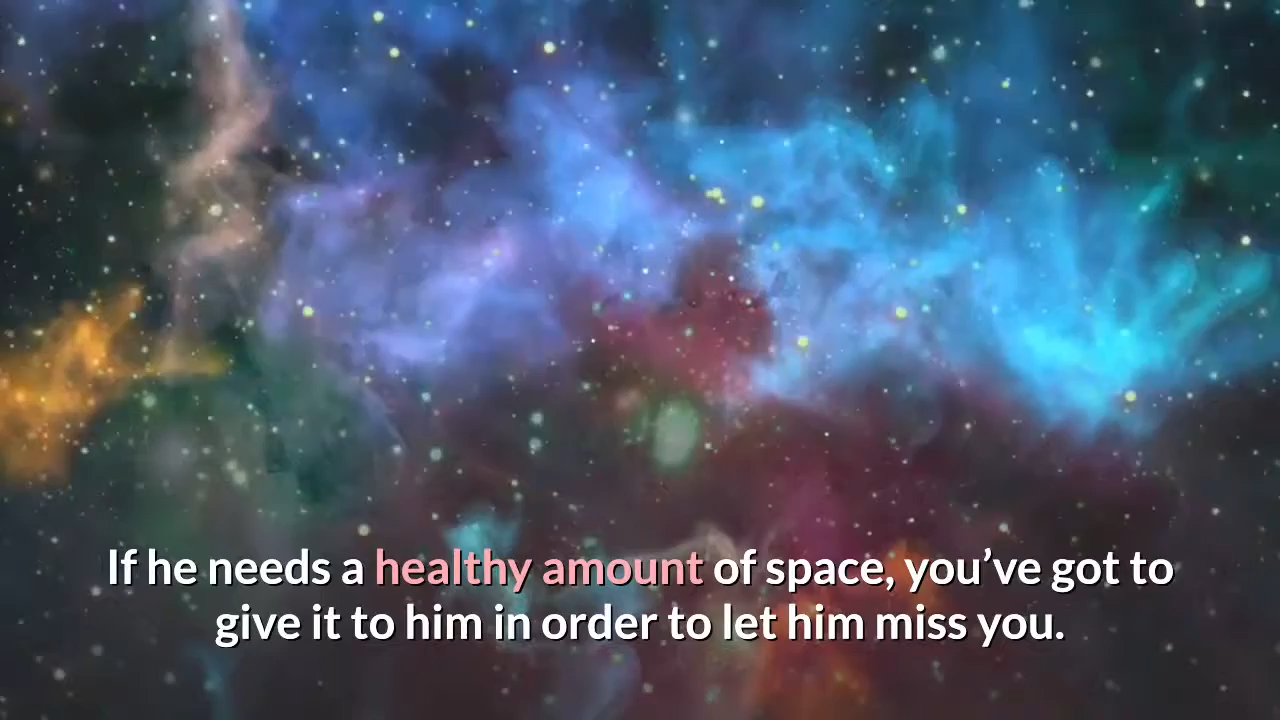 If he needs a healthy amount of space, you’ve got to
give it to him in order to let him miss you.